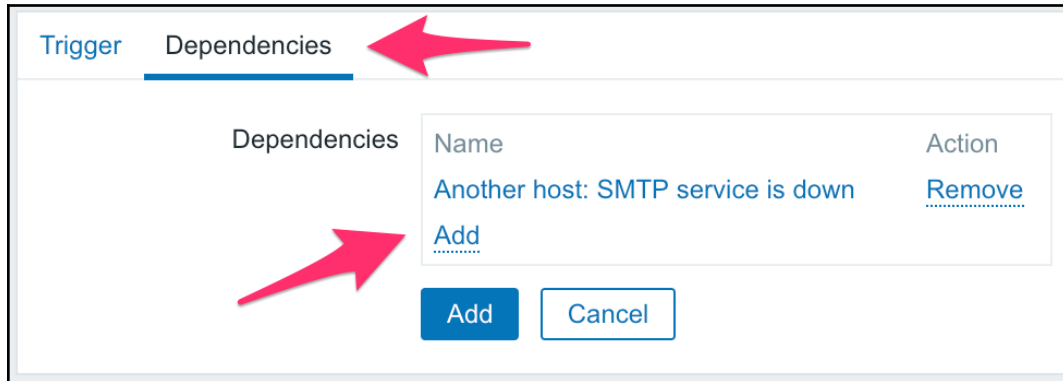 Trigger Dependencies
Dependencies Name Action
Another host: SMTP service is down Remove
Add
Add Cancel